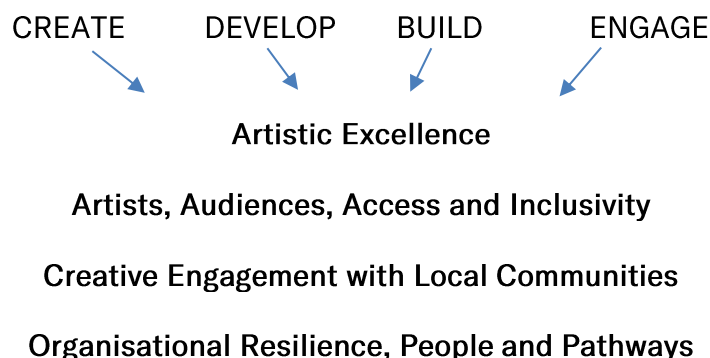 CREATE DEVELOP BUILD ENGAGE
Artistic Excellence
Artists, Audiences, Access and Inclusivity
Creative Engagement with Local Communities
Organisational Resilience, People and Pathways